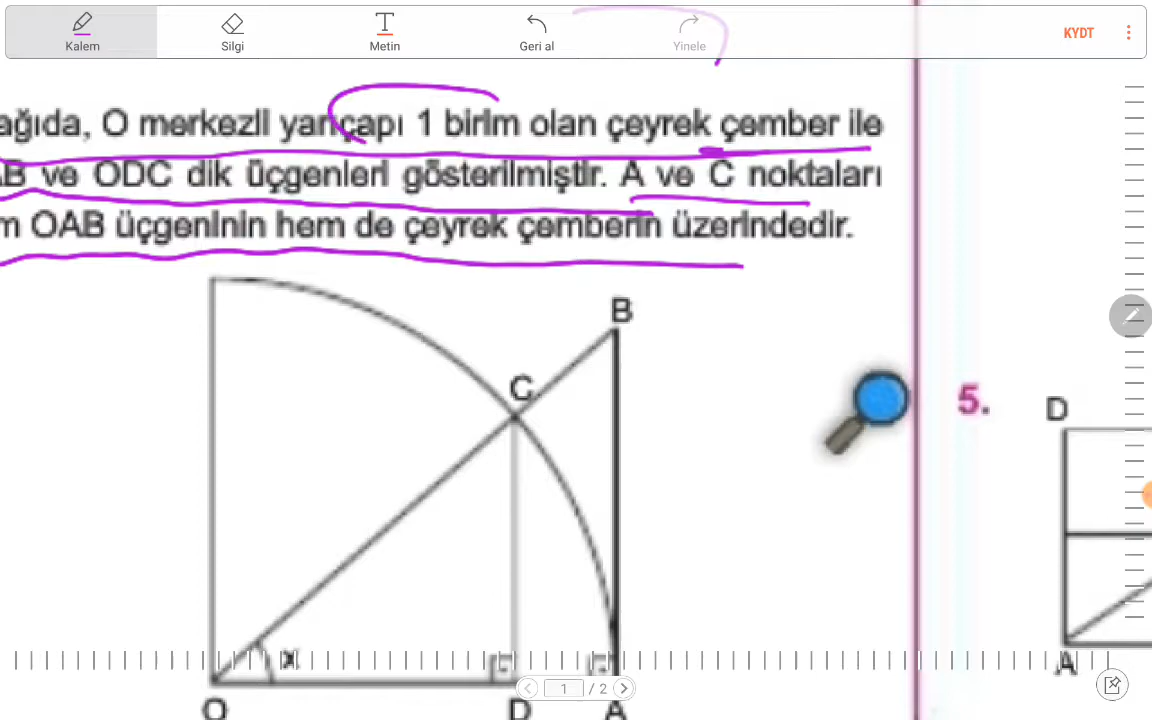 Kalem
Silgi
Metin
Geri al
Yinele
KYDT
ağıda, O merkezli yarıçapı 1 birim olan çeyrek çember ile
AB ve ODC dik üçgenleri gösterilmiştir. A ve C noktaları
m OAB üçgeninin hem de çeyrek çemberin üzerindedir.
B
C
x
O
D
A
5.
D
A
1 / 2